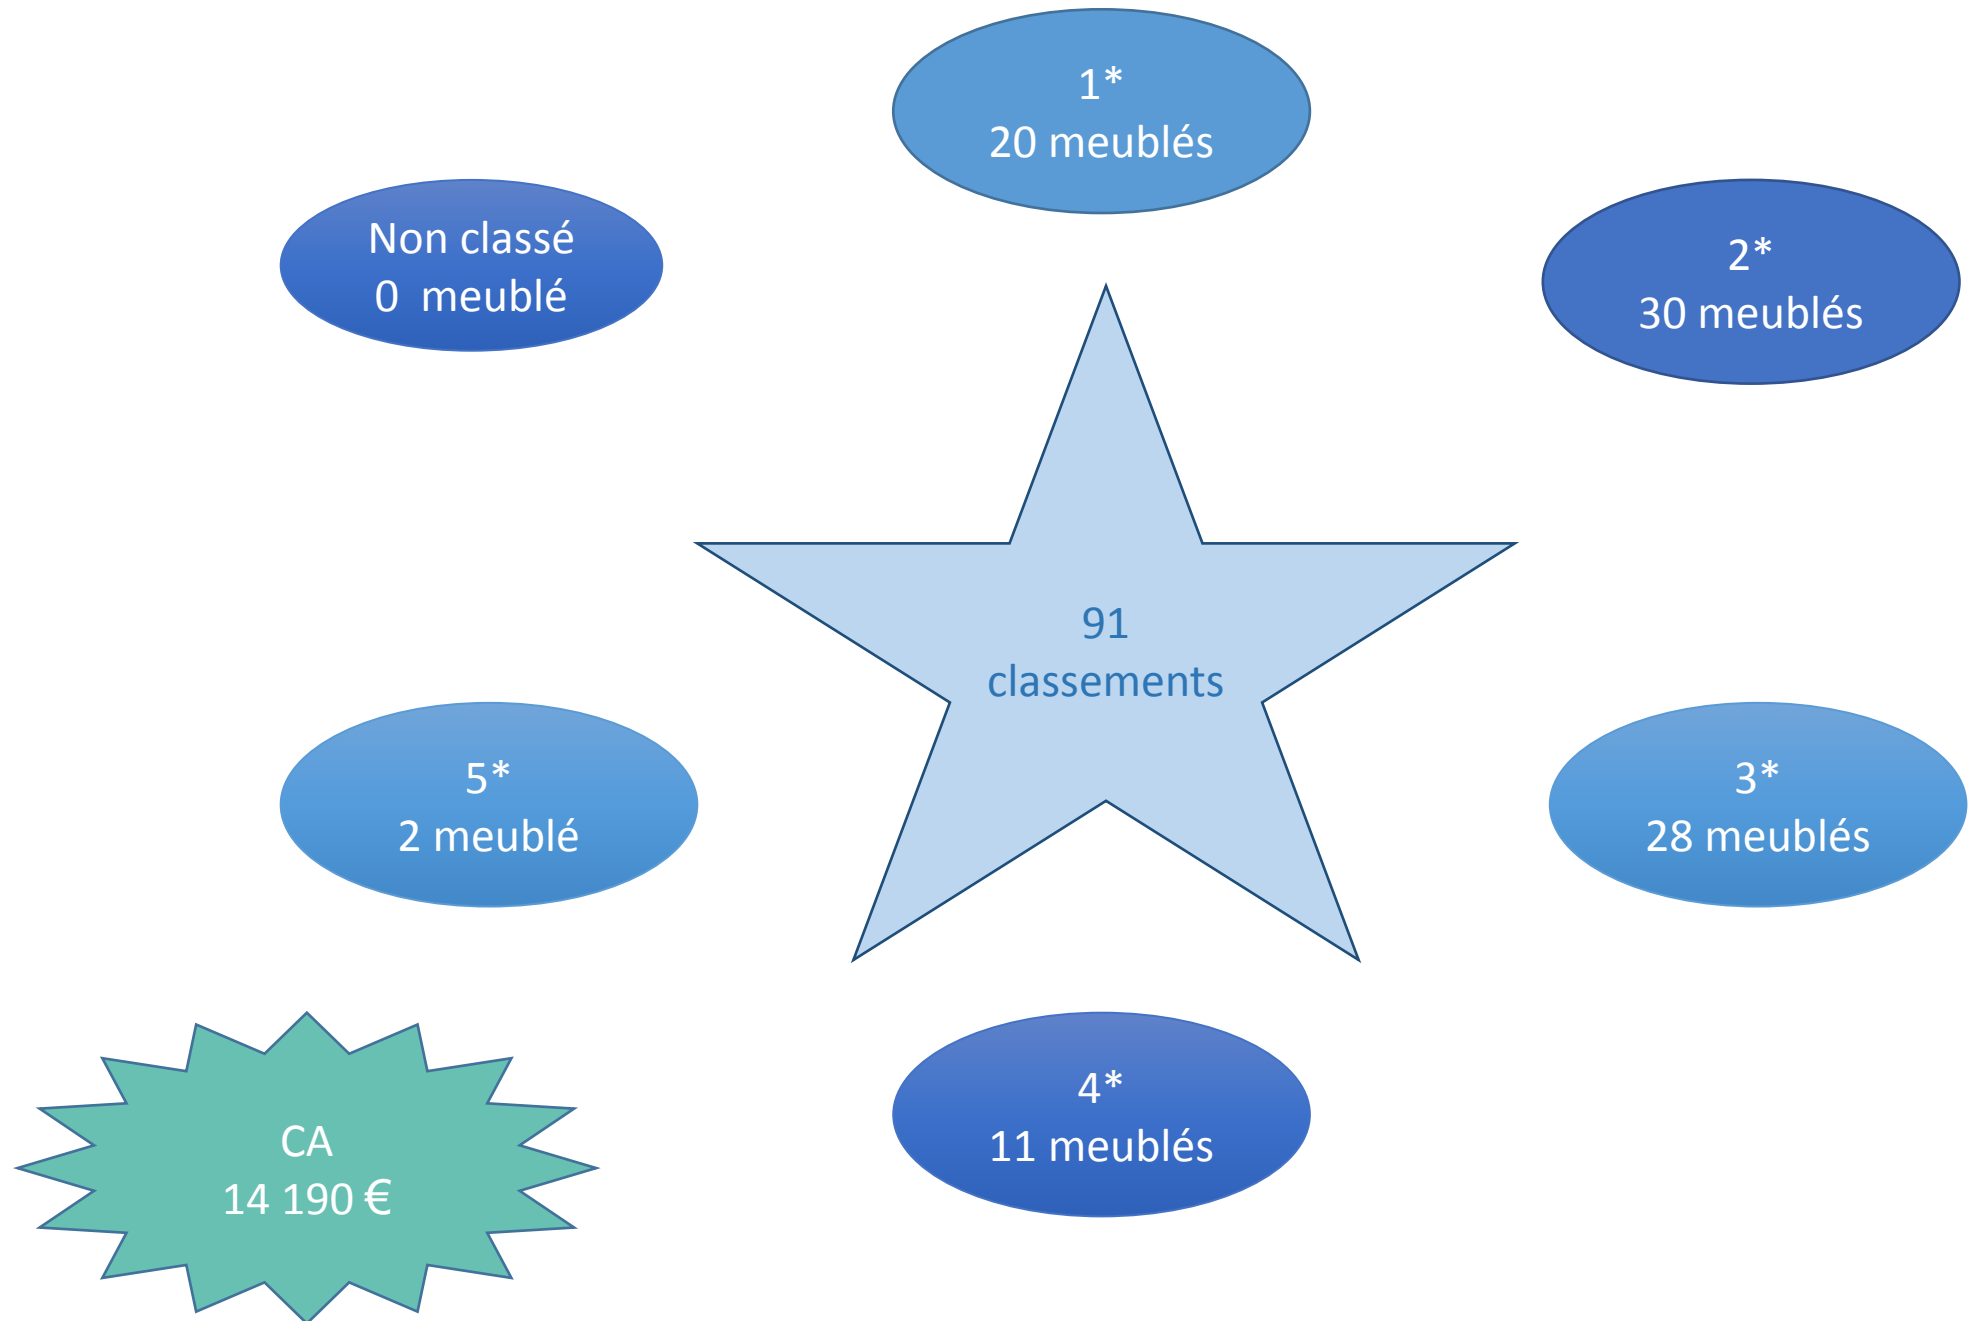 1*
20 meublés
Non classé
0  meublé
2*
30 meublés
91
classements
5*
2 meublé
3*
28 meublés
4*
11 meublés
CA
14 190 €